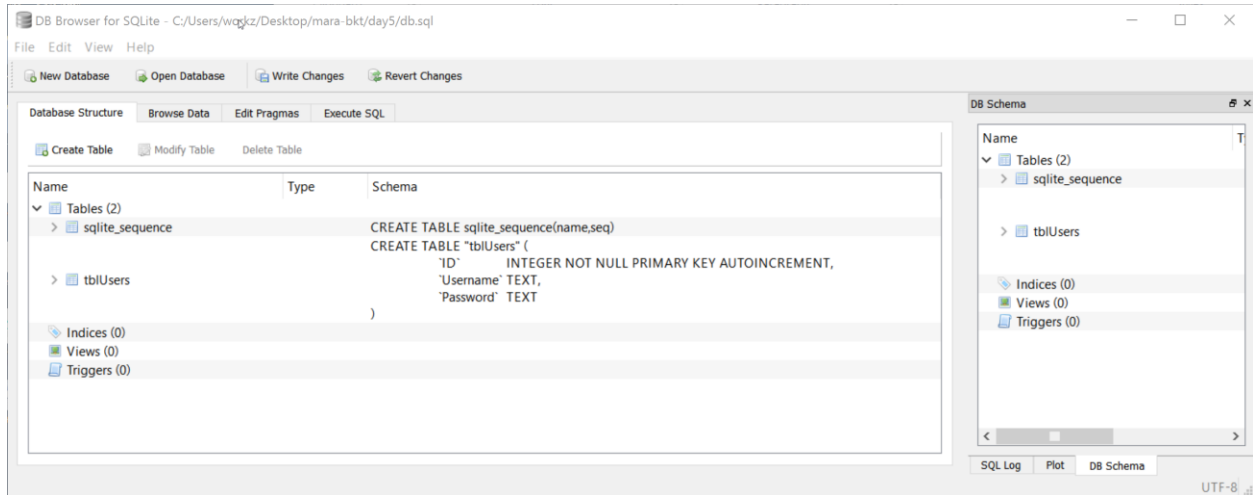 DB Browser for SQLite - C:/Users/workz/Desktop/mara-bkt/day5/db.sql
File Edit View Help
New Database Open Database Write Changes Revert Changes
Database Structure Browse Data Edit Pragmas Execute SQL
Create Table Modify Table Delete Table
Name Type Schema
Tables (2)
sqlite_sequence CREATE TABLE sqlite_sequence(name,seq)
CREATE TABLE "tblUsers" (
`ID` INTEGER NOT NULL PRIMARY KEY AUTOINCREMENT,
tblUsers `Username` TEXT,
`Password` TEXT
)
Indices (0)
Views (0)
Triggers (0)
DB Schema
Name T
Tables (2)
sqlite_sequence
tblUsers
Indices (0)
Views (0)
Triggers (0)
SQL Log Plot DB Schema
UTF-8